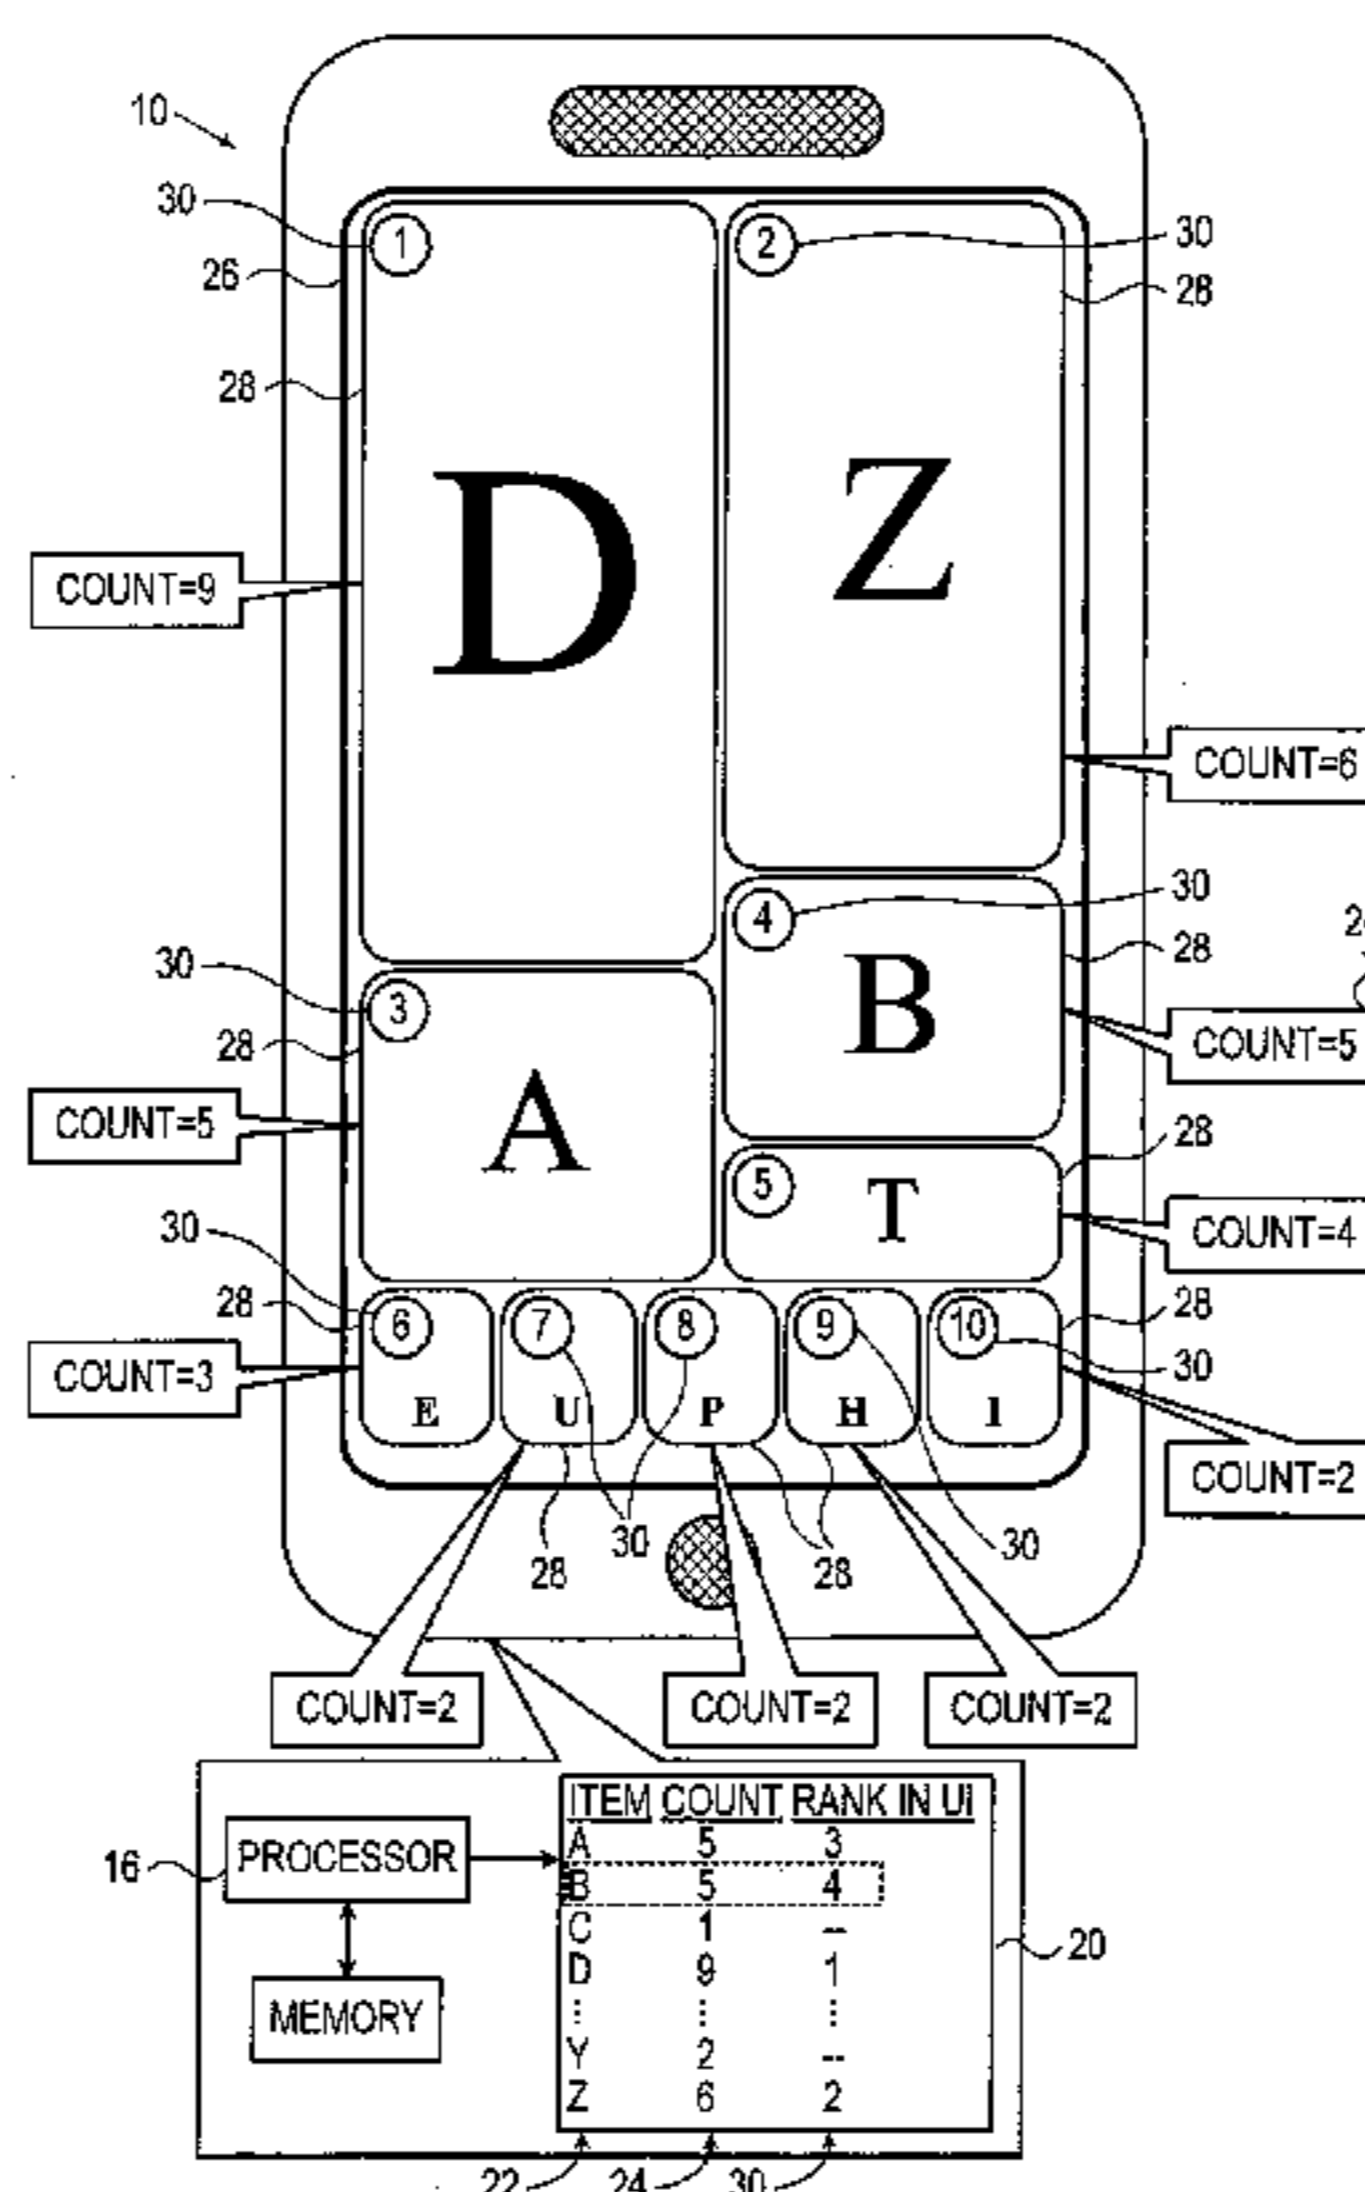 10
30
1
2
30
26
28
28
D
Z
COUNT=9
COUNT=6
30
4
28
30
3
B
28
COUNT=5
A
COUNT=5
28
5
T
COUNT=4
30
28
28
6
7
8
9
10
30
COUNT=3
E
U
P
H
I
COUNT=2
30
28
28
30
COUNT=2
COUNT=2
COUNT=2
ITEM COUNT RANK IN UI
A 5 3
16
PROCESSOR
B 5 4
C 1 --
20
D 9 1
⋮ ⋮ ⋮
MEMORY
Y 2 --
Z 6 2
22
24
30